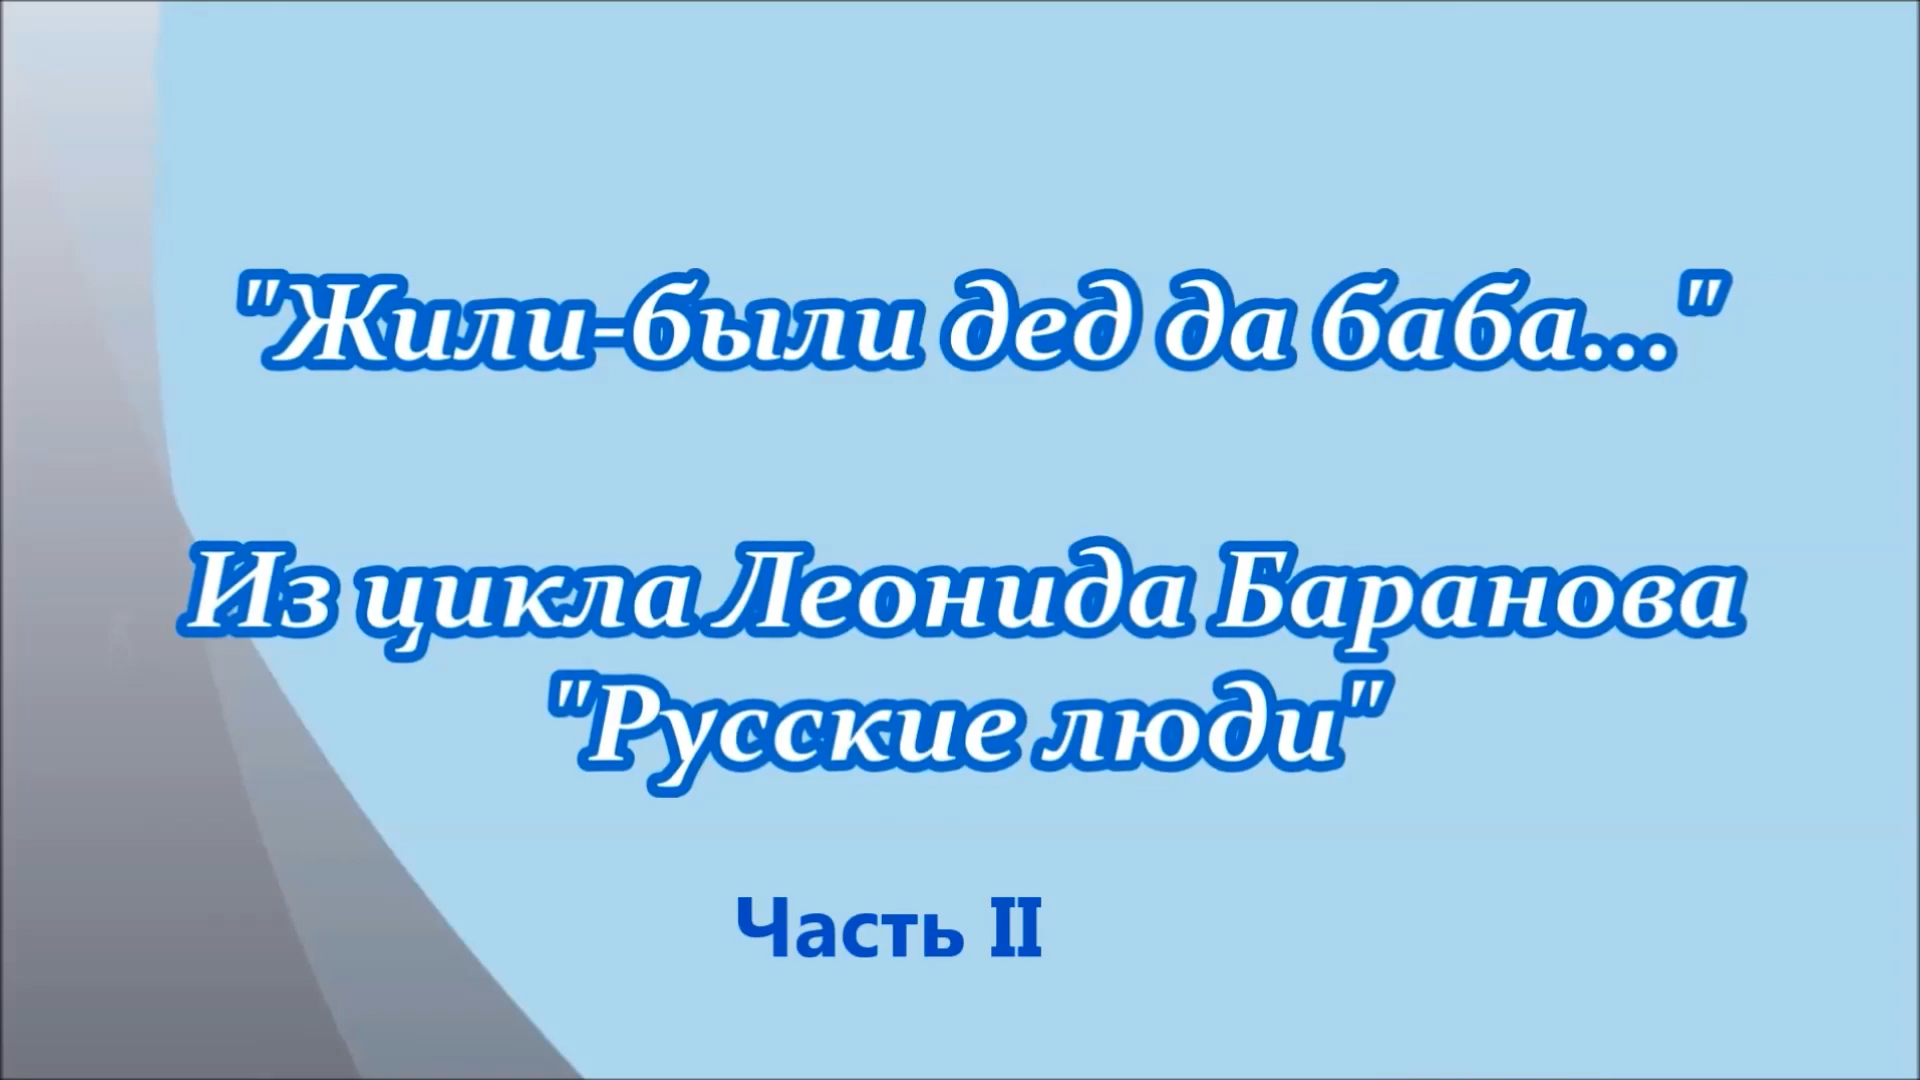 "Жили-были дед да баба..."
Из цикла Леонида Баранова
"Русские люди"
Часть II